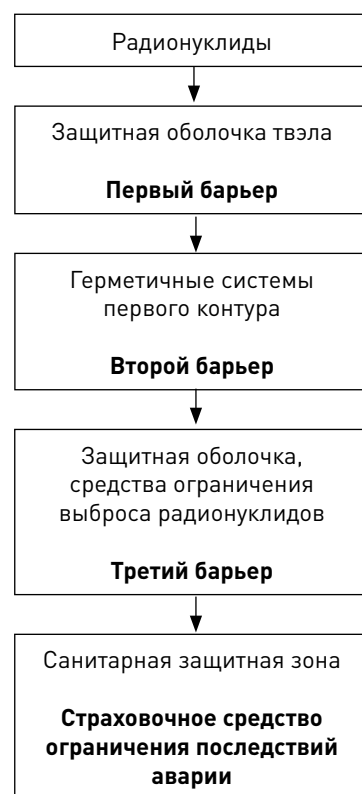 Радионуклиды
Защитная оболочка твэла
Первый барьер
Герметичные системы
первого контура
Второй барьер
Защитная оболочка,
средства ограничения
выброса радионуклидов
Третий барьер
Санитарная защитная зона
Страховочное средство
ограничения последствий
аварии